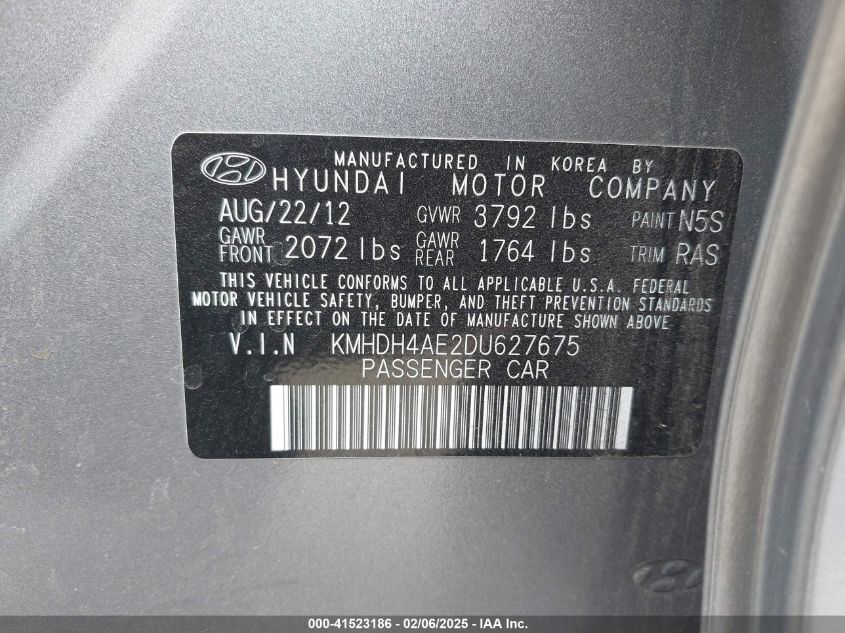 MANUFACTURED IN KOREA BY
HYUNDAI MOTOR COMPANY
AUG/22/12 GVWR 3792 lbs PAINT N5S
GAWR FRONT 2072 lbs GAWR REAR 1764 lbs TRIM RAS
THIS VEHICLE CONFORMS TO ALL APPLICABLE U.S.A. FEDERAL
MOTOR VEHICLE SAFETY, BUMPER, AND THEFT PREVENTION STANDARDS
IN EFFECT ON THE DATE OF MANUFACTURE SHOWN ABOVE
V.I.N KMHDH4AE2DU627675
PASSENGER CAR
000-41523186 - 02/06/2025 - IAA Inc.